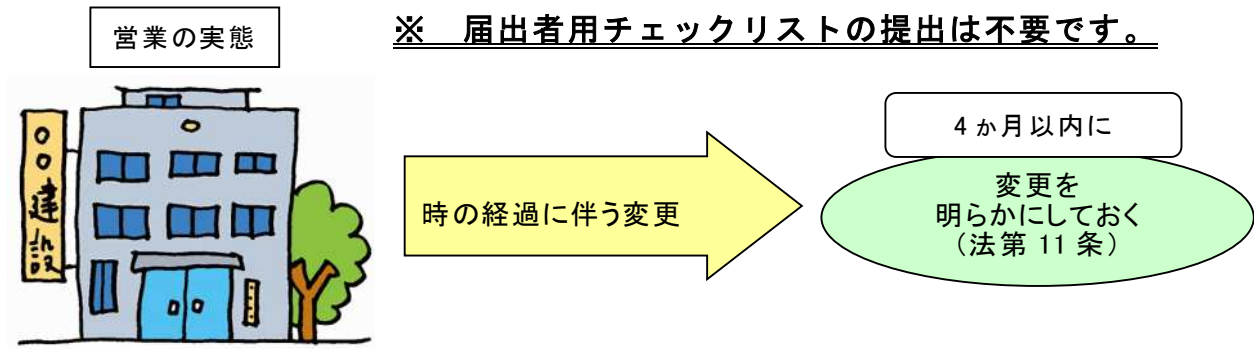 営業の実態
※　届出者用チェックリストの提出は不要です。
○○建設
時の経過に伴う変更
4 か月以内に
変更を
明らかにしておく
（法第 11 条）